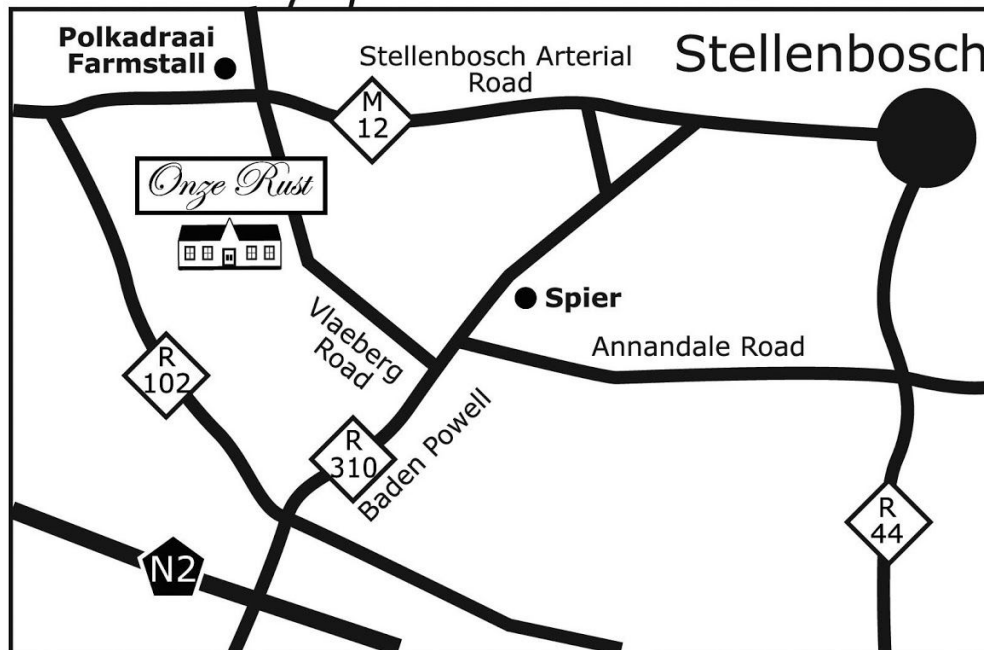 Polkadraai
Farmstall
Stellenbosch Arterial
Road
Stellenbosch
M
12
Onze Rust
Spier
Vlaeberg
Road
Annandale Road
R
102
R
310
Baden Powell
R
44
N2